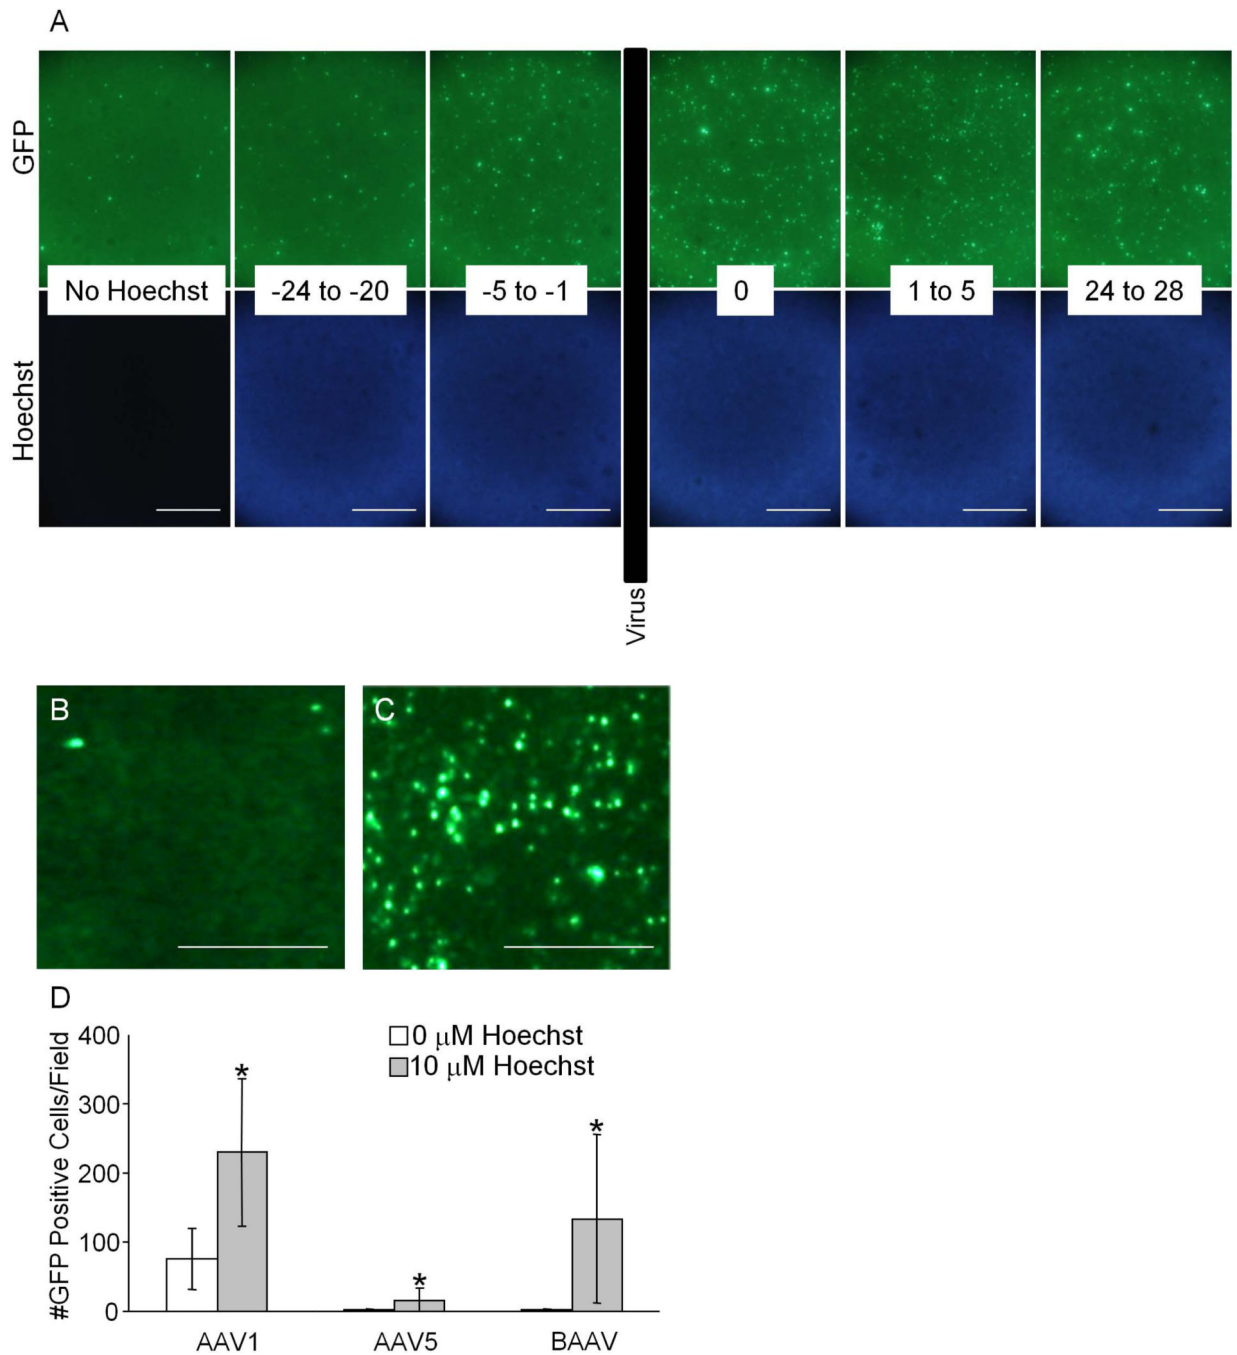 A
GFP
No Hoechst
-24 to -20
-5 to -1
0
1 to 5
24 to 28
Hoechst
Virus
B
C
D
#GFP Positive Cells/Field
400
300
200
100
0
0 μM Hoechst
10 μM Hoechst
*
*
*
AAV1
AAV5
BAAV